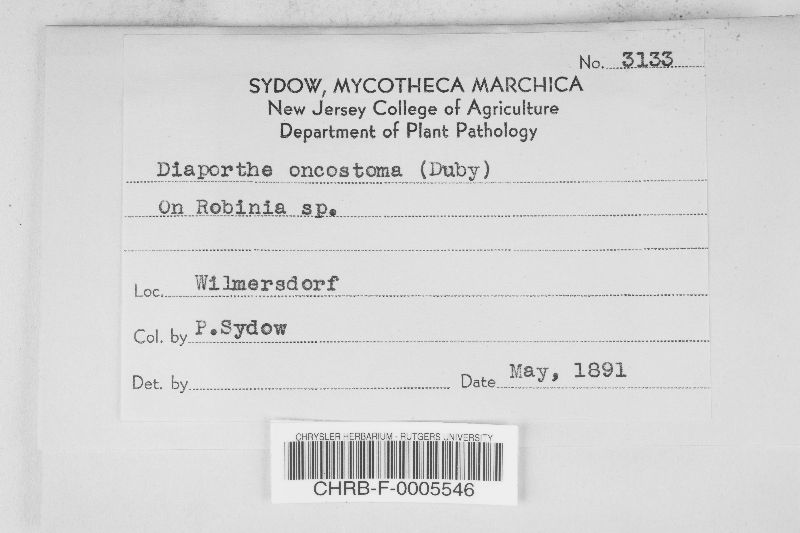 No. 3133
SYDOW, MYCOTHECA MARCHICA
New Jersey College of Agriculture
Department of Plant Pathology
Diaporthe oncostoma (Duby)
On Robinia sp.
Loc. Wilmersdorf
Col. by P.Sydow
Det. by
Date May, 1891
CHRYSLER HERBARIUM - RUTGERS UNIVERSITY
CHRB-F-0005546